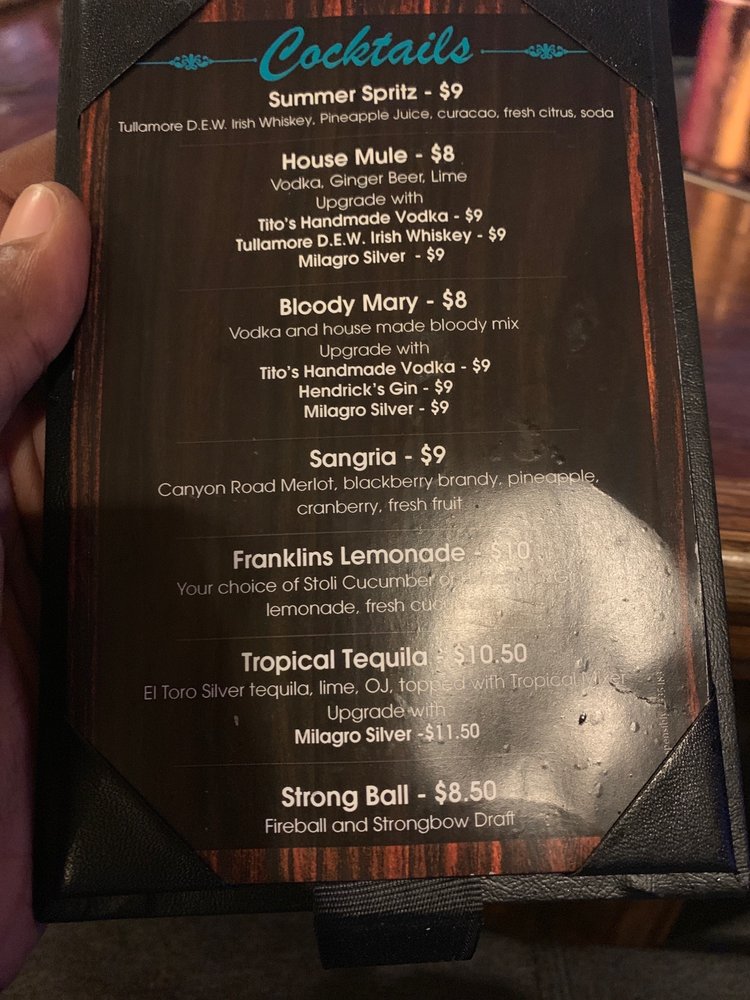 Cocktails
Summer Spritz - $9
Tullamore D.E.W. Irish Whiskey, Pineapple Juice, curacao, fresh citrus, soda
House Mule - $8
Vodka, Ginger Beer, Lime
Upgrade with
Tito's Handmade Vodka - $9
Tullamore D.E.W. Irish Whiskey - $9
Milagro Silver - $9
Bloody Mary - $8
Vodka and house made bloody mix
Upgrade with
Tito's Handmade Vodka - $9
Hendrick's Gin - $9
Milagro Silver - $9
Sangria - $9
Canyon Road Merlot, blackberry brandy, pineapple,
cranberry, fresh fruit
Franklins Lemonade - $10
Your choice of Stoli Cucumber or
lemonade, fresh
Tropical Tequila - $10.50
El Toro Silver tequila, lime, OJ, topped with Tropical
Upgrade with
Milagro Silver -$11.50
Strong Ball - $8.50
Fireball and Strongbow Draft